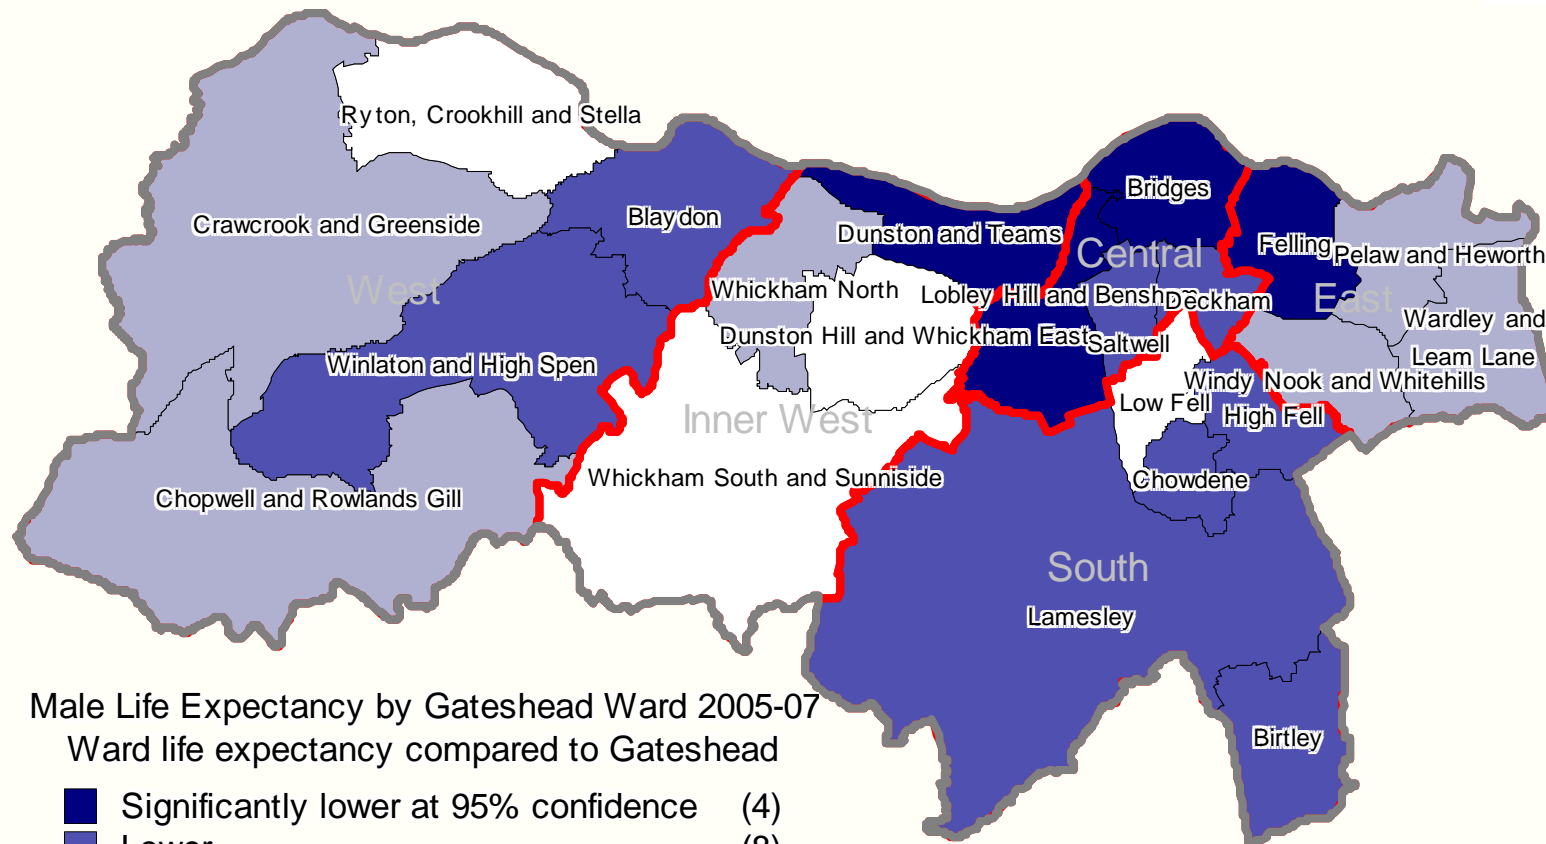 Ryton, Crookhill and Stella
Bridges
Blaydon
Crawcrook and Greenside
Dunston and Teams
Felling
Central
Pelaw and Heworth
West
Whickham North
Lobley Hill and Bensham
Deckham
East
Wardley and
Leam Lane
Dunston Hill and Whickham East
Saltwell
Winlaton and High Spen
Windy Nook and Whitehills
Low Fell
High Fell
Inner West
Whickham South and Sunniside
Chowdene
Chopwell and Rowlands Gill
South
Lamesley
Birtley
Male Life Expectancy by Gateshead Ward 2005-07
Ward life expectancy compared to Gateshead
Significantly lower at 95% confidence (4)
Lower (8)